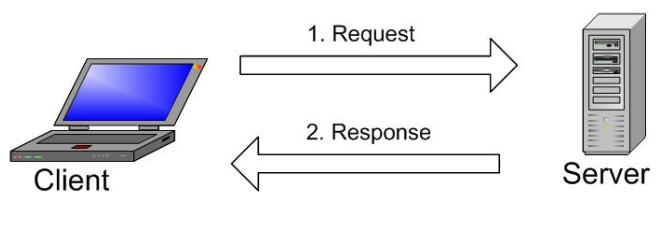 1. Request
2. Response
Client
Server